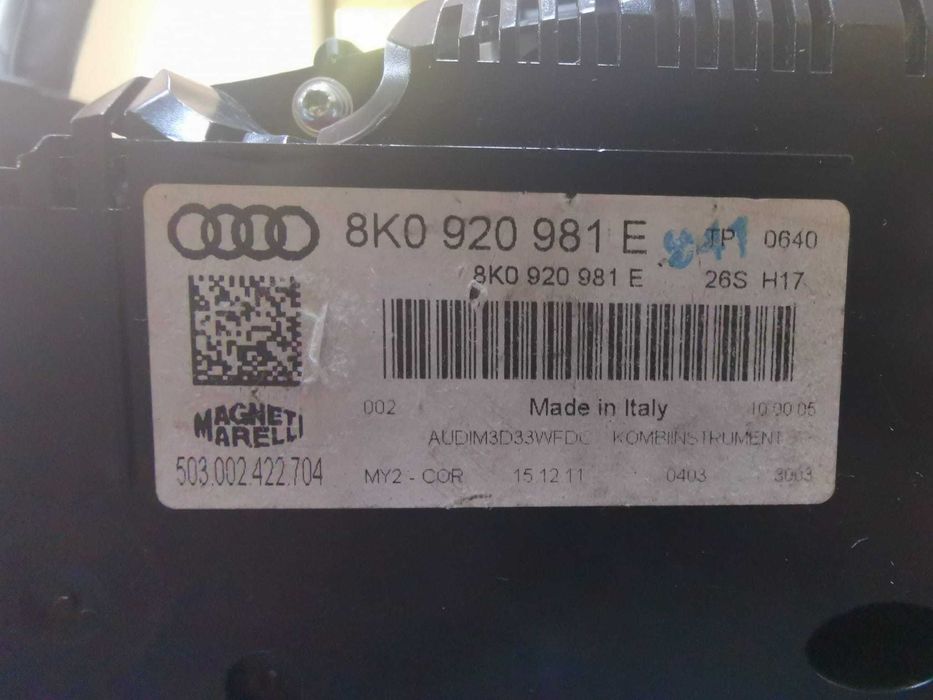 8K0 920 981 E TP 0640
8K0 920 981 E 26S H17
002 Made in Italy 10.00.05
MAGNETI
MARELLI
AUDIM3D33WFDC KOMBIINSTRUMENT
503.002.422.704 MY2 - COR 15.12.11 0403 3003